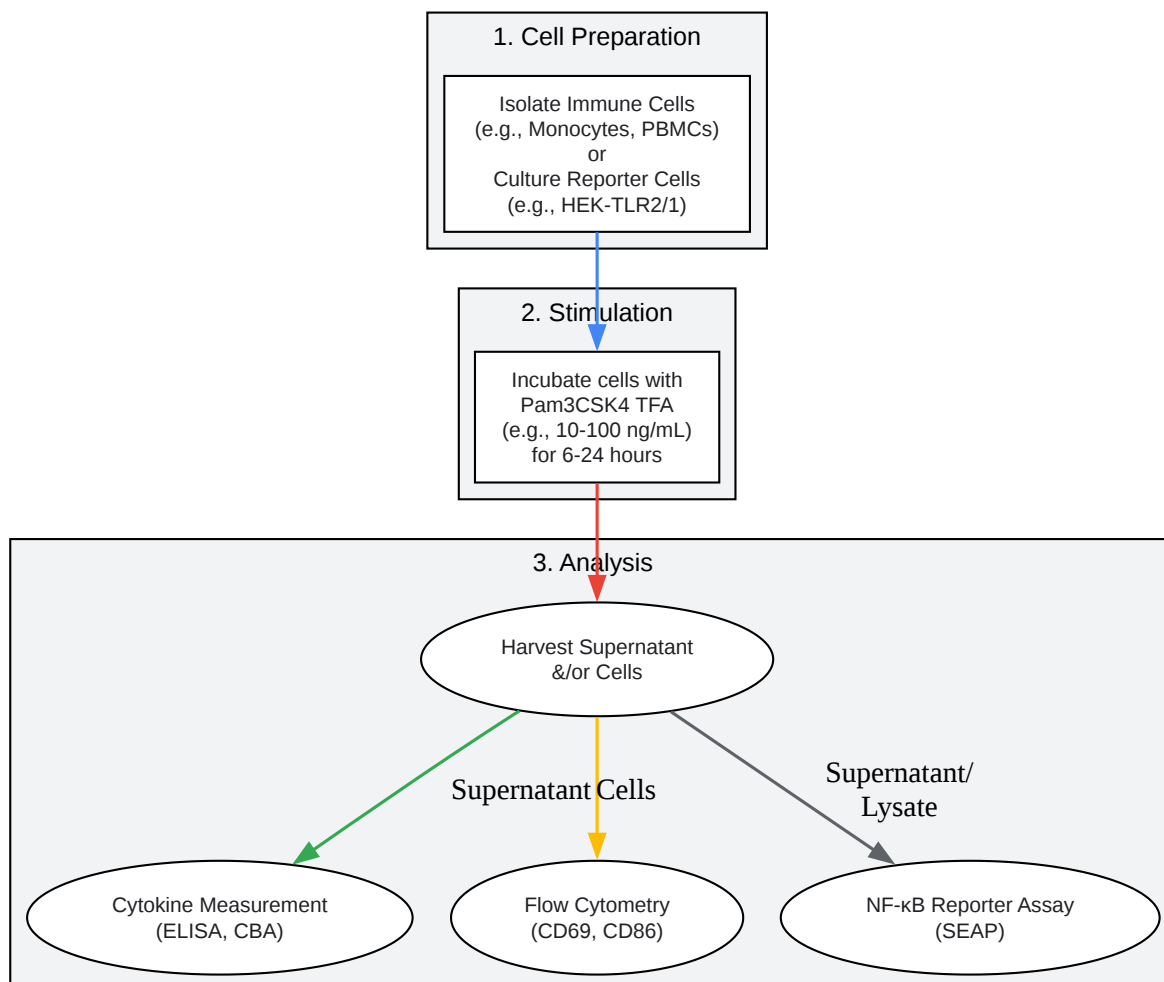 1. Cell Preparation
Isolate Immune Cells
(e.g., Monocytes, PBMCs)
or
Culture Reporter Cells
(e.g., HEK-TLR2/1)
2. Stimulation
Incubate cells with
Pam3CSK4 TFA
(e.g., 10-100 ng/mL)
for 6-24 hours
3. Analysis
Harvest Supernatant
&/or Cells
Supernatant
Cells
Supernatant/
Lysate
Cytokine Measurement
(ELISA, CBA)
Flow Cytometry
(CD69, CD86)
NF-κB Reporter Assay
(SEAP)